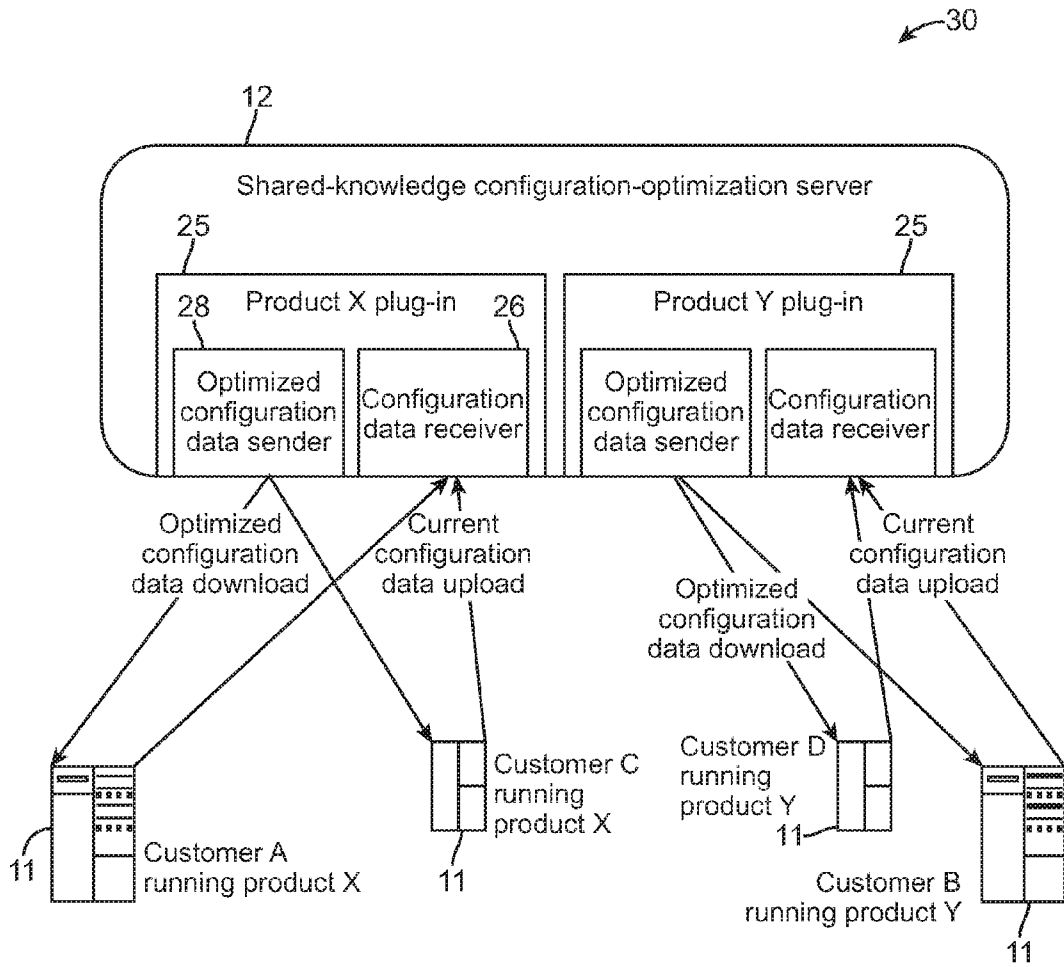 30
12
Shared-knowledge configuration-optimization server
25
25
Product X plug-in
Product Y plug-in
28
26
Optimized
configuration
data sender
Configuration
data receiver
Optimized
configuration
data sender
Configuration
data receiver
Optimized
configuration
data download
Current
configuration
data upload
Optimized
configuration
data download
Current
configuration
data upload
11
Customer A
running product X
Customer C
running
product X
11
Customer D
running
product Y
11
Customer B
running product Y
11